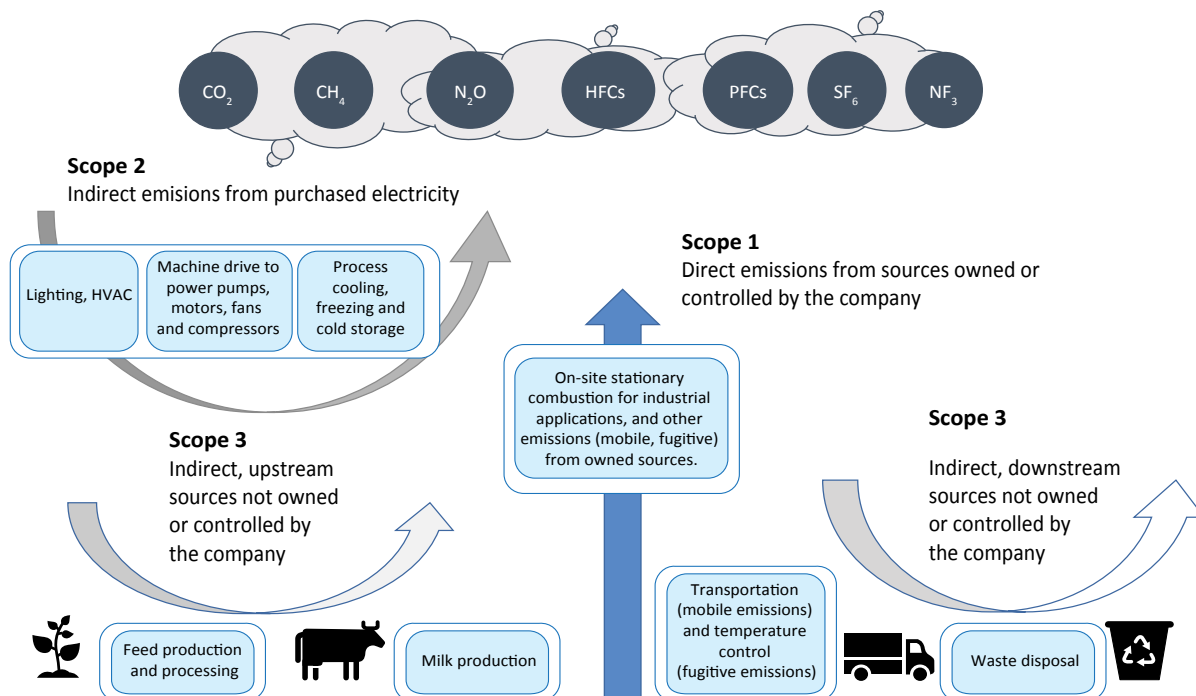 CO₂
CH₄
N₂O
HFCs
PFCs
SF₆
NF₃
Scope 2
Indirect emisions from purchased electricity
Lighting, HVAC
Machine drive to
power pumps,
motors, fans
and compressors
Process
cooling,
freezing and
cold storage
Scope 1
Direct emissions from sources owned or
controlled by the company
On-site stationary
combustion for industrial
applications, and other
emissions (mobile, fugitive)
from owned sources.
Scope 3
Indirect, upstream
sources not owned
or controlled by
the company
Feed production
and processing
Milk production
Scope 3
Indirect, downstream
sources not owned
or controlled by
the company
Transportation
(mobile emissions)
and temperature
control
(fugitive emissions)
Waste disposal